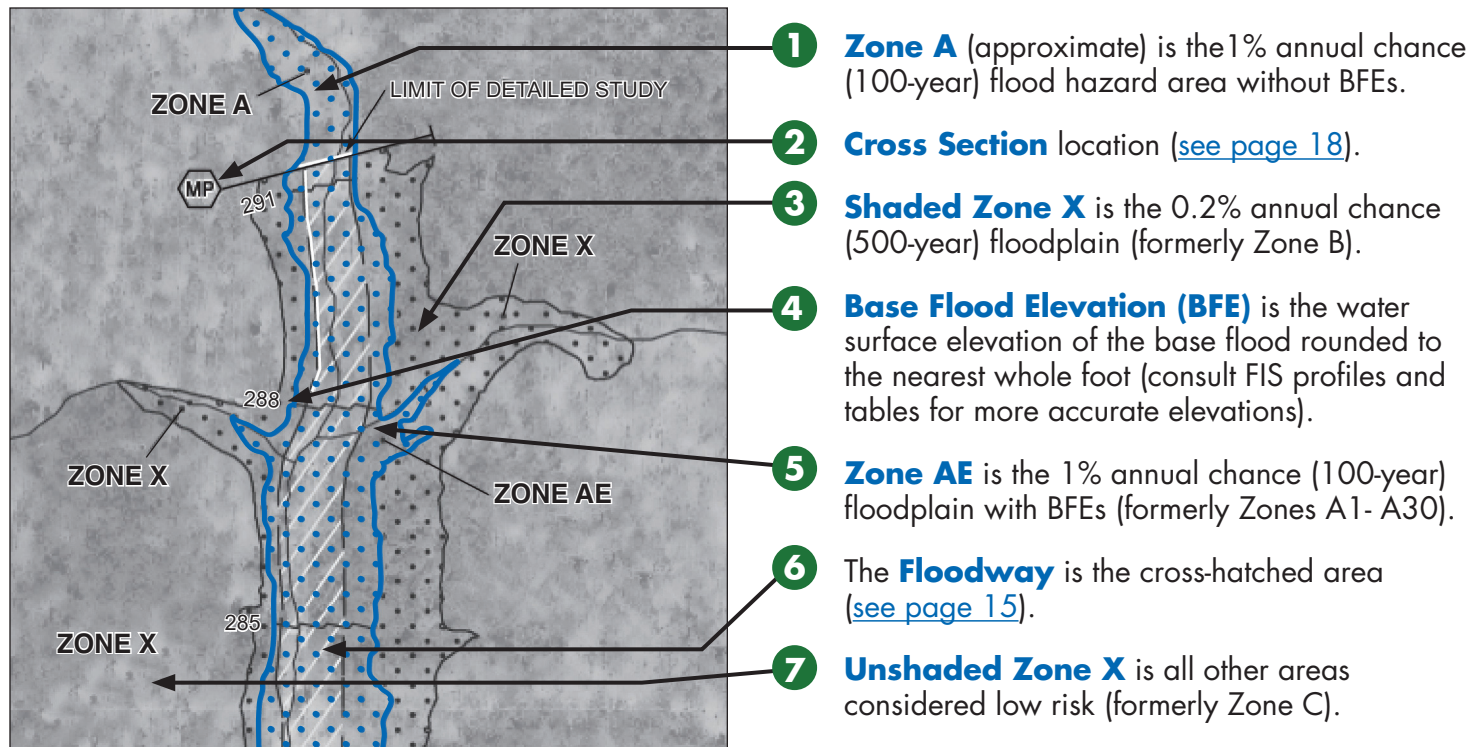 ZONE A
LIMIT OF DETAILED STUDY
MP
291
ZONE X
288
ZONE X
ZONE AE
285
ZONE X
1 Zone A (approximate) is the1% annual chance
(100-year) flood hazard area without BFEs.
2 Cross Section location (see page 18).
3 Shaded Zone X is the 0.2% annual chance
(500-year) floodplain (formerly Zone B).
4 Base Flood Elevation (BFE) is the water
surface elevation of the base flood rounded to
the nearest whole foot (consult FIS profiles and
tables for more accurate elevations).
5 Zone AE is the 1% annual chance (100-year)
floodplain with BFEs (formerly Zones A1- A30).
6 The Floodway is the cross-hatched area
(see page 15).
7 Unshaded Zone X is all other areas
considered low risk (formerly Zone C).